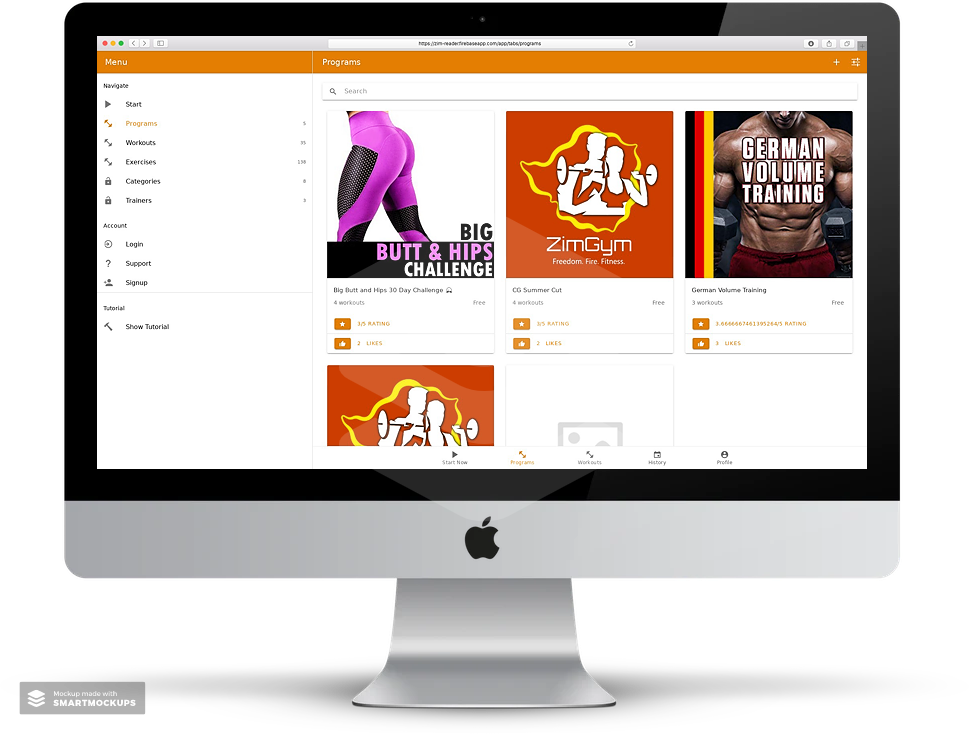 https://zim-reader.firebaseapp.com/app/tabs/programs
Menu
Programs
Navigate
Start
Programs 5
Workouts 35
Exercises 136
Categories 6
Trainers 3
Account
Login
Support
Signup
Tutorial
Show Tutorial
Search
BIG
BUTT & HIPS
CHALLENGE
Big Butt and Hips 30 Day Challenge
4 workouts Free
3/5 RATING
2 LIKES
ZimGym
Freedom. Fire. Fitness.
CG Summer Cut
4 workouts Free
3/5 RATING
2 LIKES
GERMAN
VOLUME
TRAINING
German Volume Training
3 workouts Free
3.6666667461395264/5 RATING
3 LIKES
Start Now
Programs
Workouts
History
Profile
Mockup made with
SMARTMOCKUPS